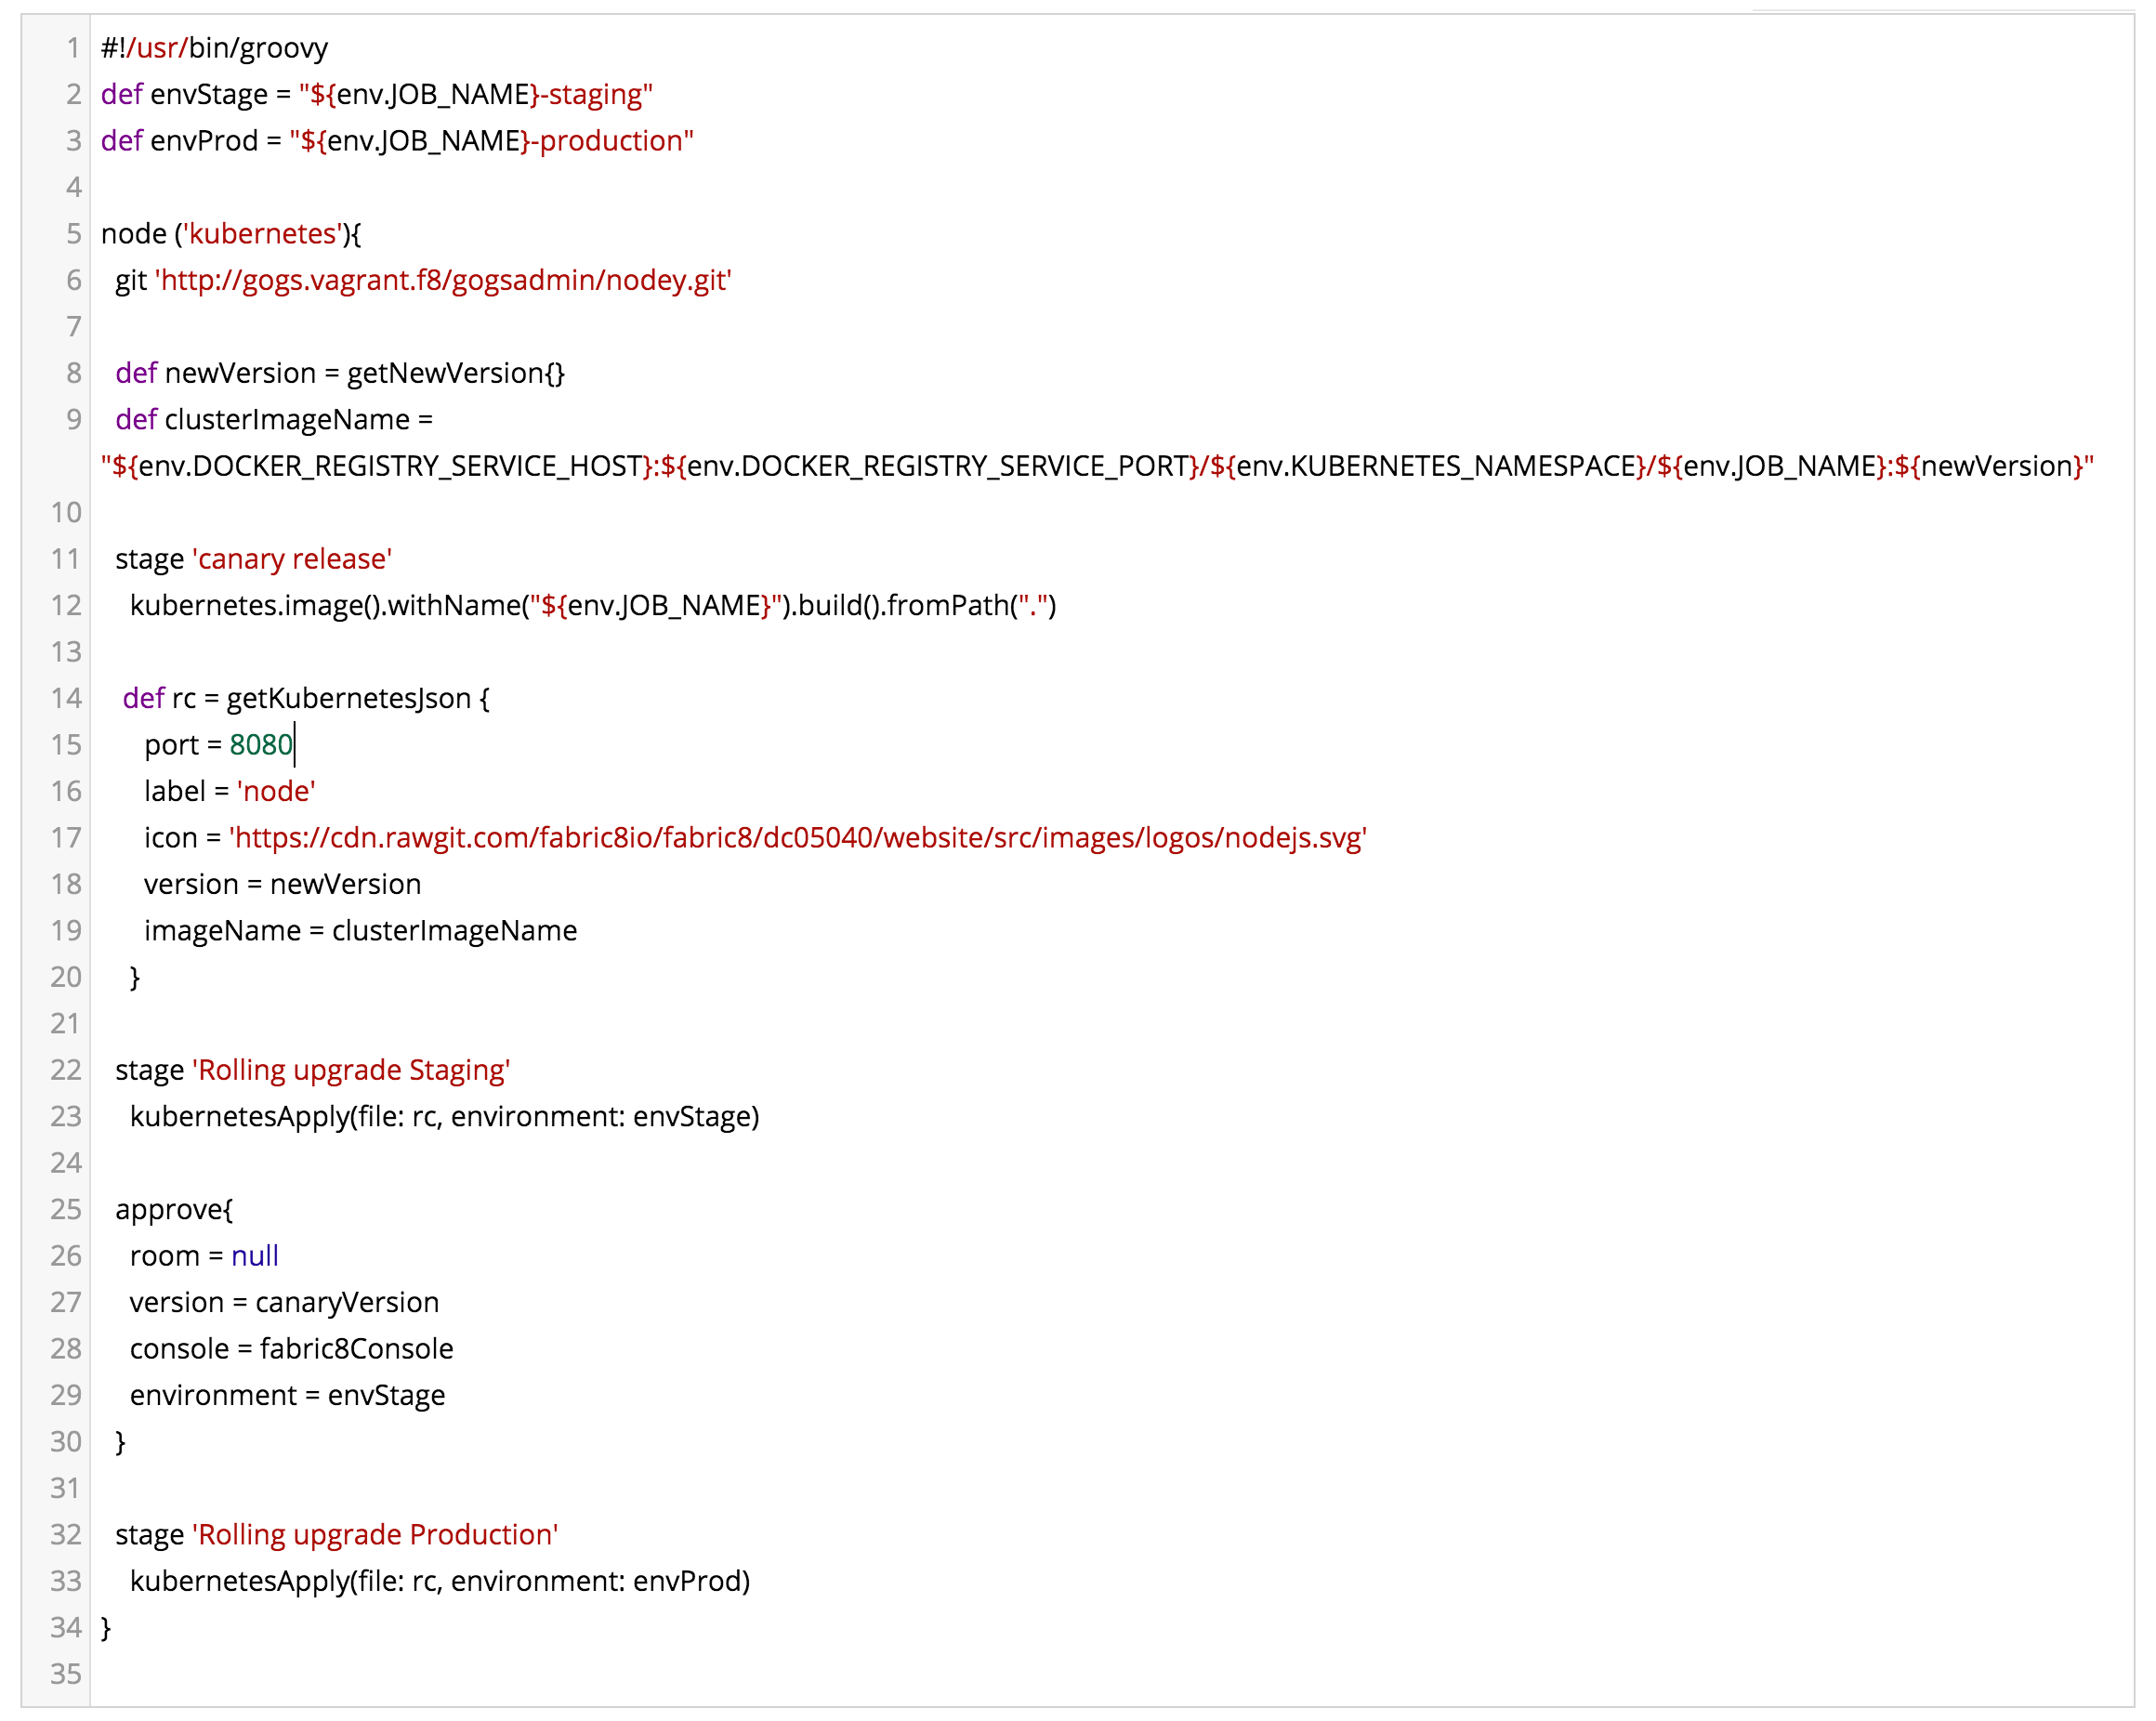 1 #!/usr/bin/groovy
2 def envStage = "${env.JOB_NAME}-staging"
3 def envProd = "${env.JOB_NAME}-production"
4
5 node ('kubernetes'){
6 git 'http://gogs.vagrant.f8/gogsadmin/nodey.git'
7
8 def newVersion = getNewVersion{}
9 def clusterImageName =
"${env.DOCKER_REGISTRY_SERVICE_HOST}:${env.DOCKER_REGISTRY_SERVICE_PORT}/${env.KUBERNETES_NAMESPACE}/${env.JOB_NAME}:${newVersion}"
10
11 stage 'canary release'
12 kubernetes.image().withName("${env.JOB_NAME}").build().fromPath(".")
13
14 def rc = getKubernetesJson {
15 port = 8080
16 label = 'node'
17 icon = 'https://cdn.rawgit.com/fabric8io/fabric8/dc05040/website/src/images/logos/nodejs.svg'
18 version = newVersion
19 imageName = clusterImageName
20 }
21
22 stage 'Rolling upgrade Staging'
23 kubernetesApply(file: rc, environment: envStage)
24
25 approve{
26 room = null
27 version = canaryVersion
28 console = fabric8Console
29 environment = envStage
30 }
31
32 stage 'Rolling upgrade Production'
33 kubernetesApply(file: rc, environment: envProd)
34 }
35